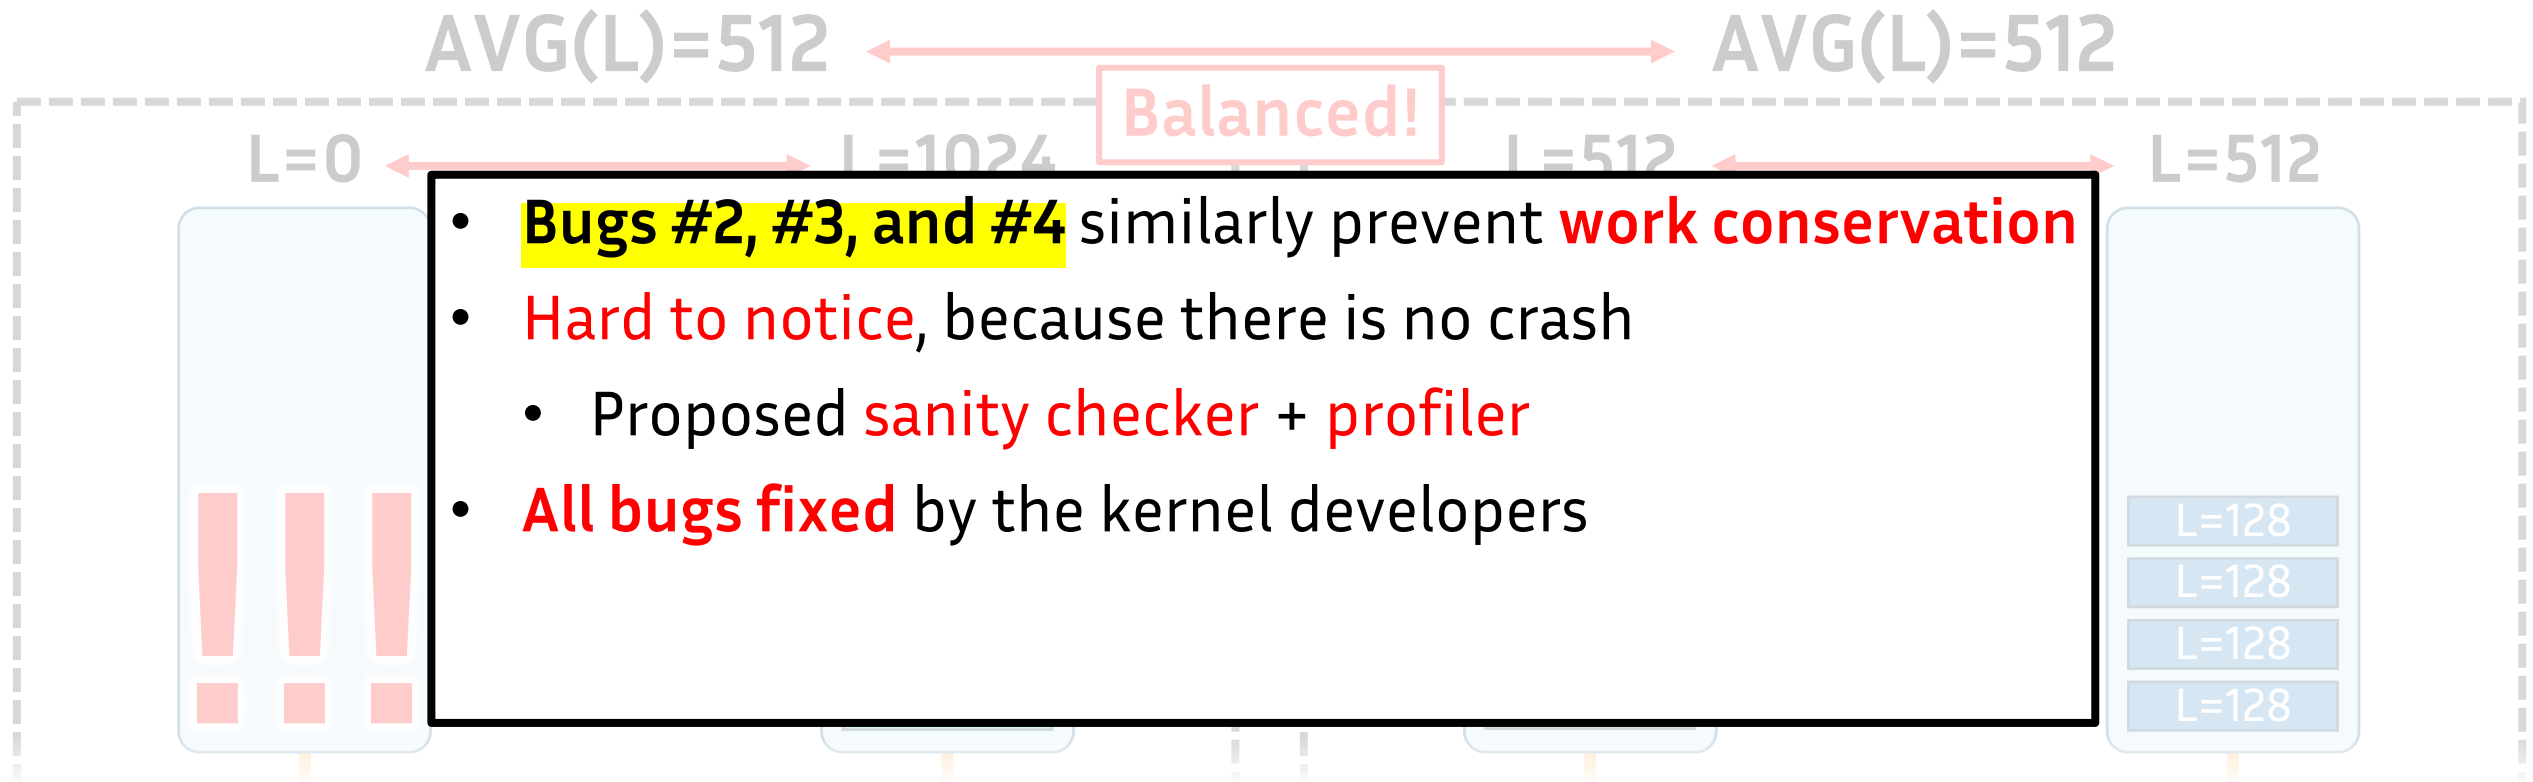 AVG(L)=512 AVG(L)=512
Balanced!
L=0 L=1024 L=512 L=512
• Bugs #2, #3, and #4 similarly prevent work conservation
• Hard to notice, because there is no crash
• Proposed sanity checker + profiler
• All bugs fixed by the kernel developers
!!!
L=128
L=128
L=128
L=128